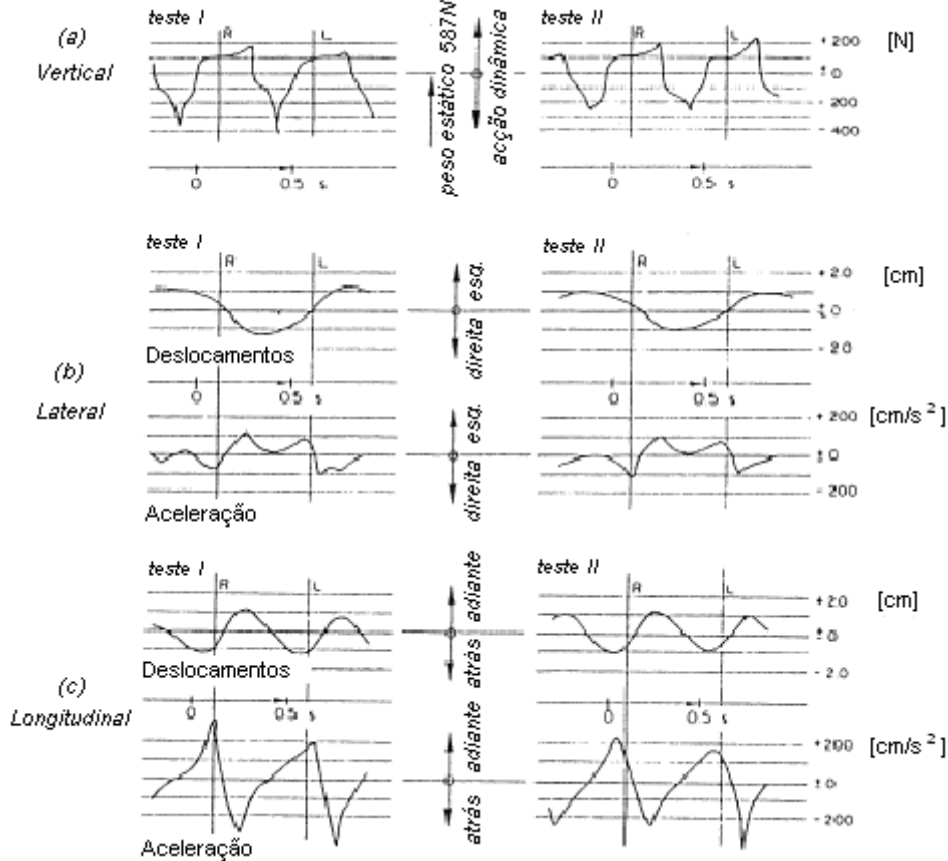 (a)
Vertical
teste I
R L
0 0.5 s
peso estático 587N
acção dinâmica
teste II
R L
+ 200 [N]
± 0
- 200
- 400
0 0.5 s
(b)
Lateral
teste I
R L
Deslocamentos
0 0.5 s
Aceleração
direita esq.
direita esq.
teste II
R L
+ 2.0 [cm]
± 0
- 2.0
0 0.5 s
+ 200 [cm/s²]
± 0
- 200
(c)
Longitudinal
teste I
R L
Deslocamentos
0 0.5 s
Aceleração
atrás adiante
atrás adiante
teste II
R L
+ 2.0 [cm]
± 0
- 2.0
0 0.5 s
+ 200 [cm/s²]
± 0
- 200